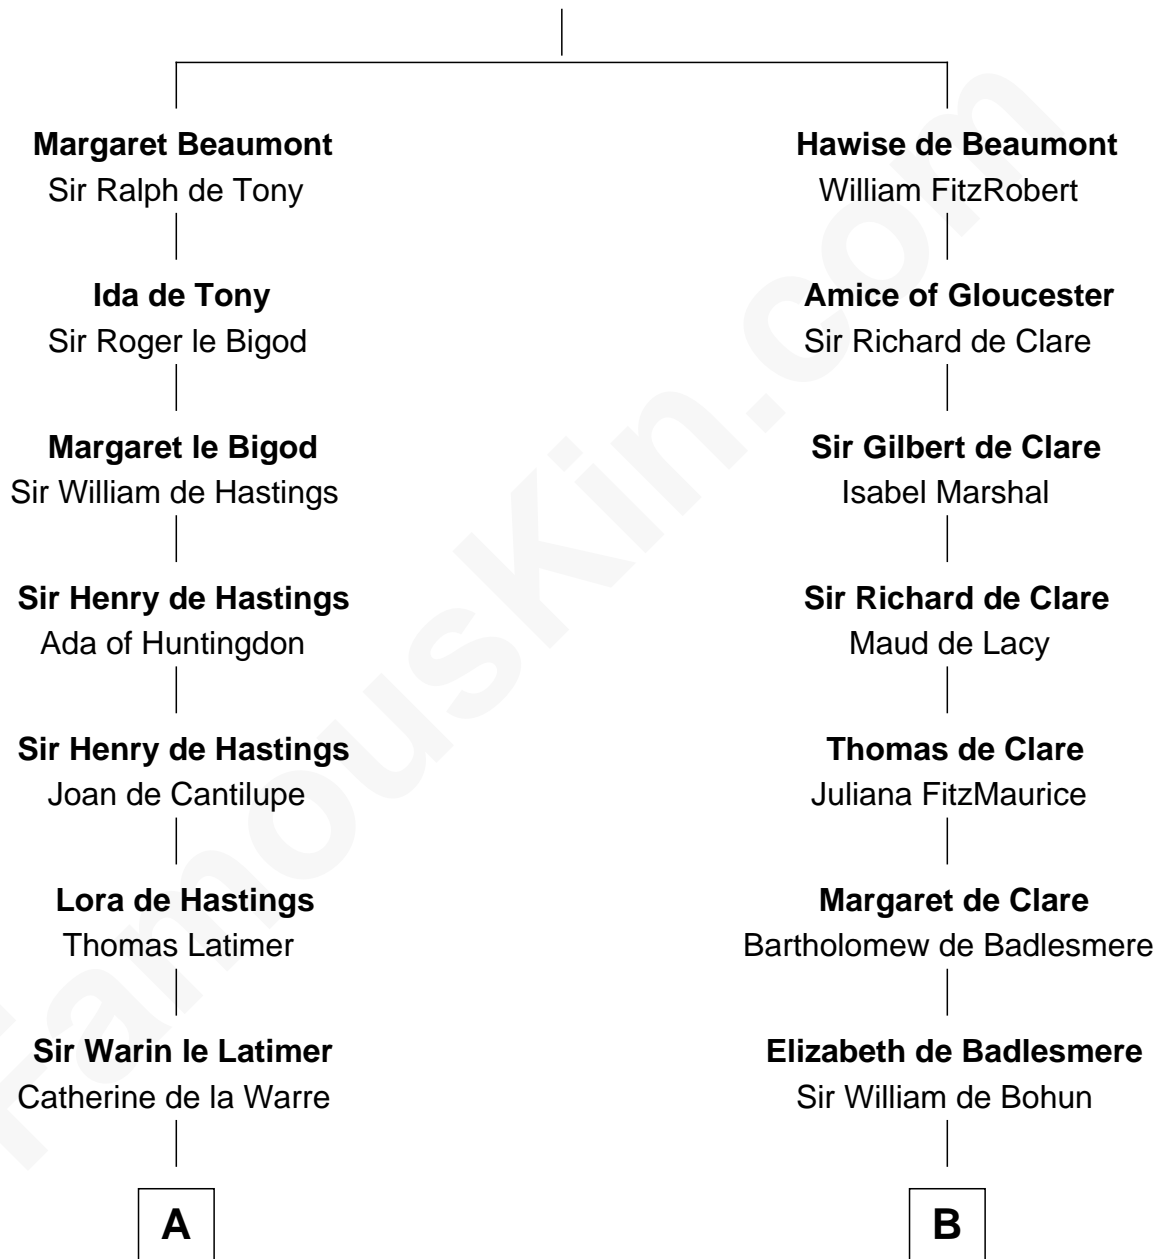 Margaret Beaumont
Sir Ralph de Tony
Hawise de Beaumont
William FitzRobert
Ida de Tony
Sir Roger le Bigod
Amice of Gloucester
Sir Richard de Clare
Margaret le Bigod
Sir William de Hastings
Sir Gilbert de Clare
Isabel Marshal
Sir Henry de Hastings
Ada of Huntingdon
Sir Richard de Clare
Maud de Lacy
Sir Henry de Hastings
Joan de Cantilupe
Thomas de Clare
Juliana FitzMaurice
Lora de Hastings
Thomas Latimer
Margaret de Clare
Bartholomew de Badlesmere
Sir Warin le Latimer
Catherine de la Warre
Elizabeth de Badlesmere
Sir William de Bohun
A
B
FamousKin.com